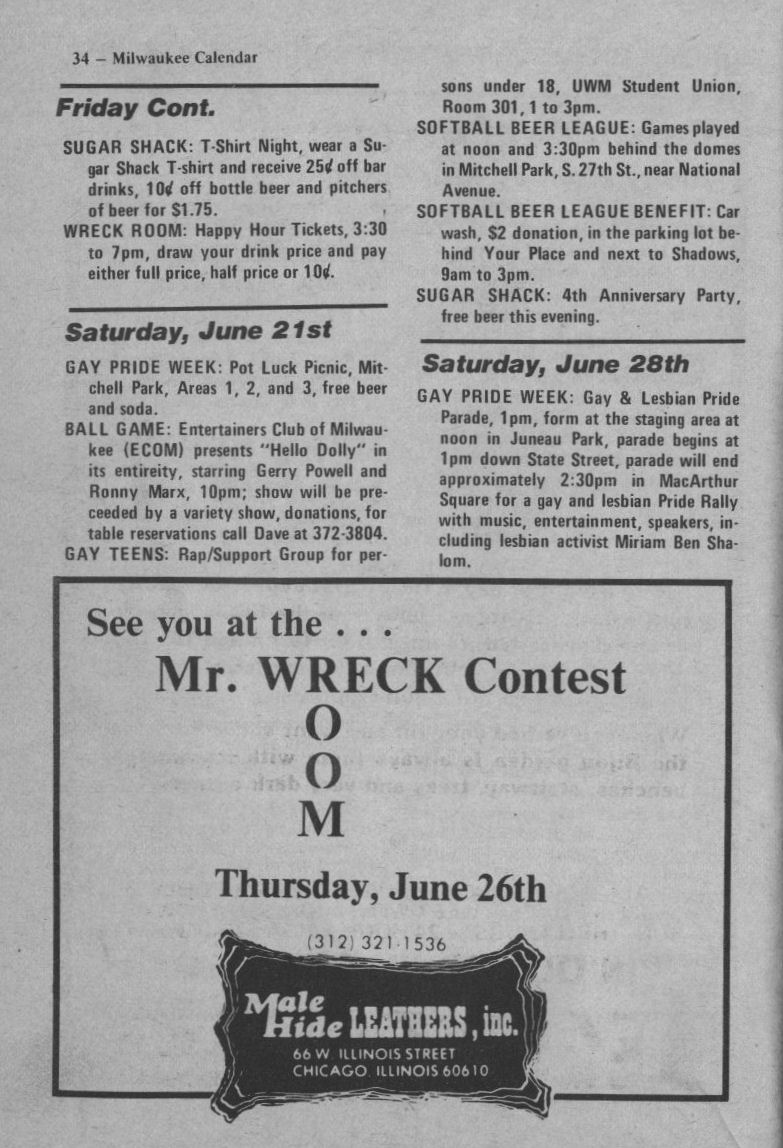 34 — Milwaukee Calendar
Friday Cont.
SUGAR SHACK: T-Shirt Night, wear a Su-
gar Shack T-shirt and receive 25¢ off bar
drinks, 10¢ off bottle beer and pitchers
of beer for $1.75.
WRECK ROOM: Happy Hour Tickets, 3:30
to 7pm, draw your drink price and pay
either full price, half price or 10¢.
Saturday, June 21st
GAY PRIDE WEEK: Pot Luck Picnic, Mit-
chell Park, Areas 1, 2, and 3, free beer
and soda.
BALL GAME: Entertainers Club of Milwau-
kee (ECOM) presents "Hello Dolly" in
its entireity, starring Gerry Powell and
Ronny Marx, 10pm; show will be pre-
ceeded by a variety show, donations, for
table reservations call Dave at 372-3804.
GAY TEENS: Rap/Support Group for per-
sons under 18, UWM Student Union,
Room 301, 1 to 3pm.
SOFTBALL BEER LEAGUE: Games played
at noon and 3:30pm behind the domes
in Mitchell Park, S. 27th St., near National
Avenue.
SOFTBALL BEER LEAGUE BENEFIT: Car
wash, $2 donation, in the parking lot be-
hind Your Place and next to Shadows,
9am to 3pm.
SUGAR SHACK: 4th Anniversary Party,
free beer this evening.
Saturday, June 28th
GAY PRIDE WEEK: Gay & Lesbian Pride
Parade, 1pm, form at the staging area at
noon in Juneau Park, parade begins at
1pm down State Street, parade will end
approximately 2:30pm in MacArthur
Square for a gay and lesbian Pride Rally
with music, entertainment, speakers, in-
cluding lesbian activist Miriam Ben Sha-
lom.
See you at the . . .
Mr. WRECK Contest
O
O
M
Thursday, June 26th
(312) 321-1536
Male
Hide LEATHERS, inc.
66 W. ILLINOIS STREET
CHICAGO, ILLINOIS 60610